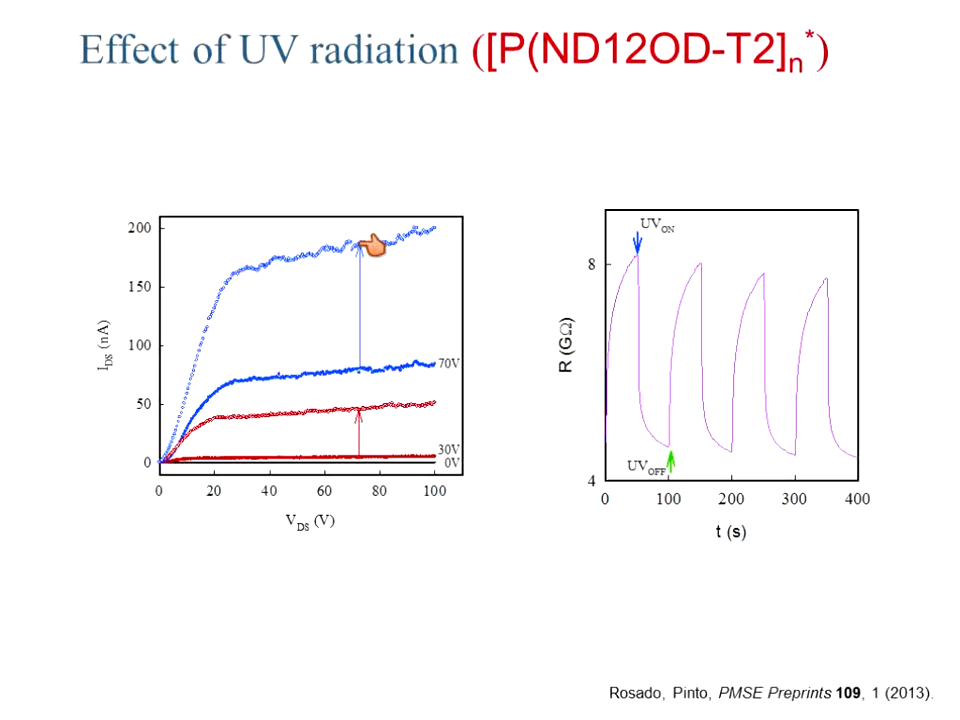 Effect of UV radiation ([P(ND12OD-T2]n*)
200
150
100
50
0
I_DS (nA)
70V
30V
0V
0 20 40 60 80 100
V_DS (V)
UV_ON
8
R (GΩ)
UV_OFF
4
0 100 200 300 400
t (s)
Rosado, Pinto, PMSE Preprints 109, 1 (2013).